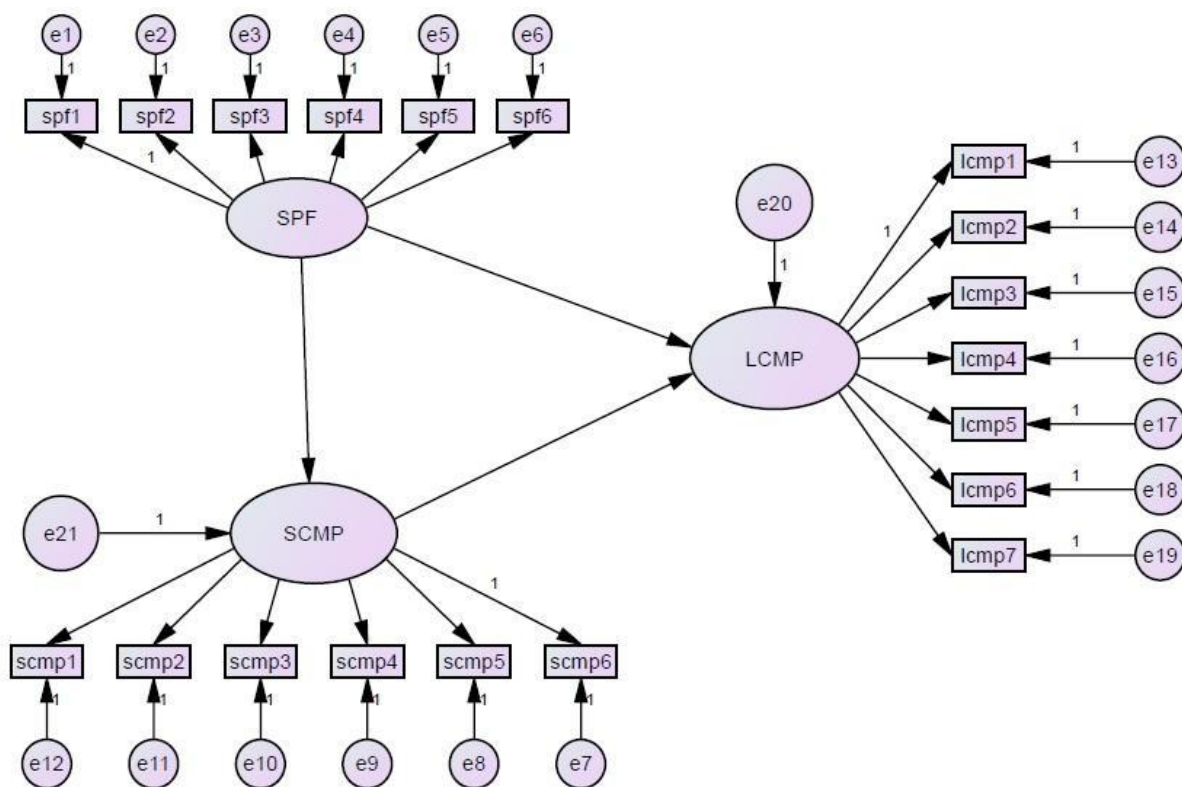 e1 e2 e3 e4 e5 e6
1 1 1 1 1 1
spf1 spf2 spf3 spf4 spf5 spf6
1
SPF
e20
1
LCMP
lcmp1 1 e13
1
lcmp2 1 e14
lcmp3 1 e15
lcmp4 1 e16
lcmp5 1 e17
lcmp6 1 e18
lcmp7 1 e19
e21 1 SCMP
1
scmp1 scmp2 scmp3 scmp4 scmp5 scmp6
1 1 1 1 1 1
e12 e11 e10 e9 e8 e7